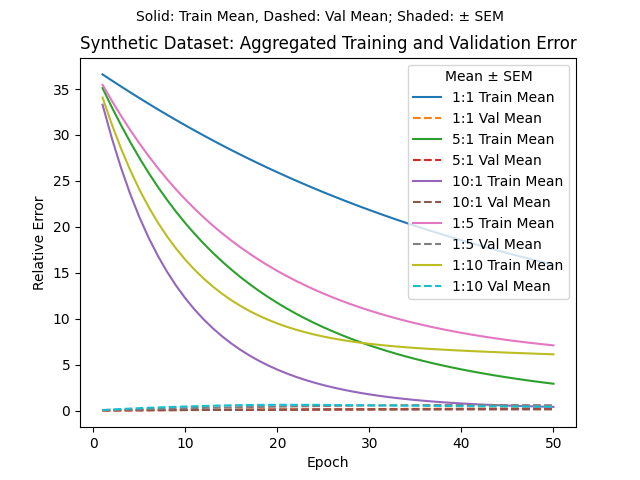 Solid: Train Mean, Dashed: Val Mean; Shaded: ± SEM
Synthetic Dataset: Aggregated Training and Validation Error
Mean ± SEM
1:1 Train Mean
1:1 Val Mean
5:1 Train Mean
5:1 Val Mean
10:1 Train Mean
10:1 Val Mean
1:5 Train Mean
1:5 Val Mean
1:10 Train Mean
1:10 Val Mean
Relative Error
35
30
25
20
15
10
5
0
0 10 20 30 40 50
Epoch